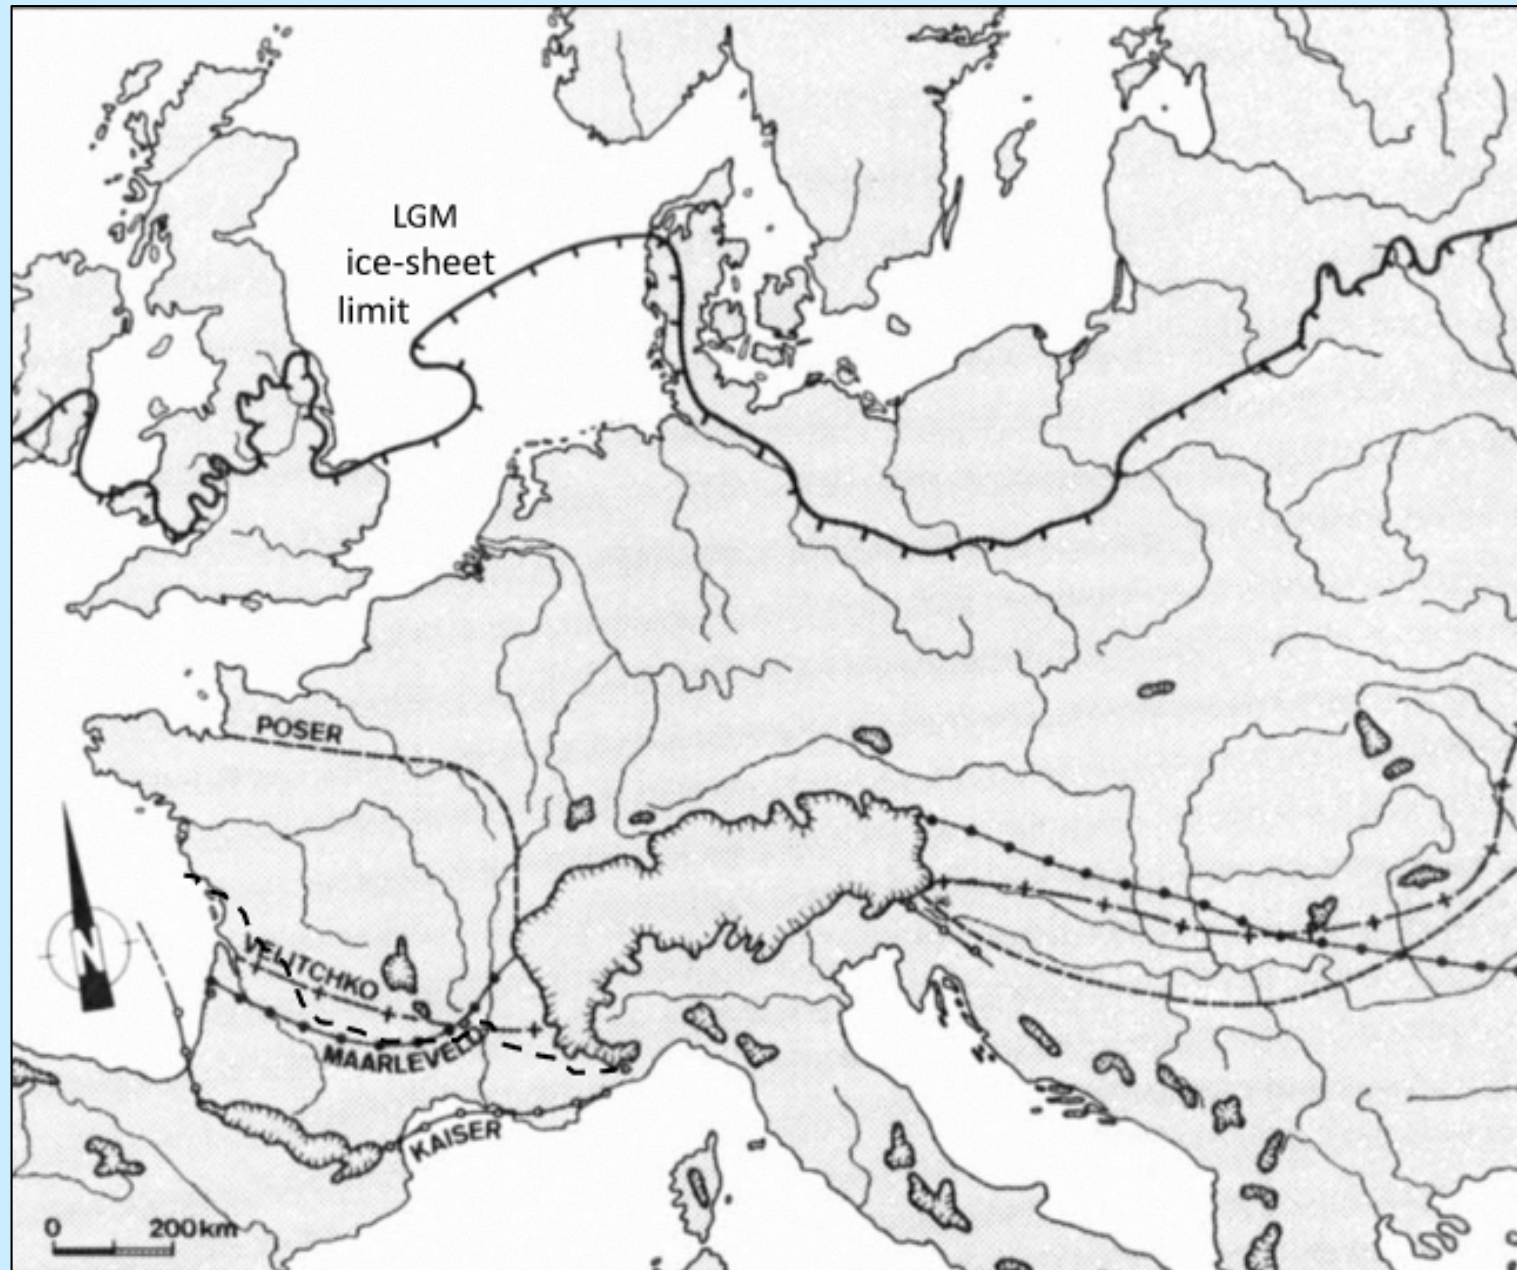 LGM
ice-sheet
limit
POSER
VELITCHKO
MAARLEVELD
KAISER
N
0 200km